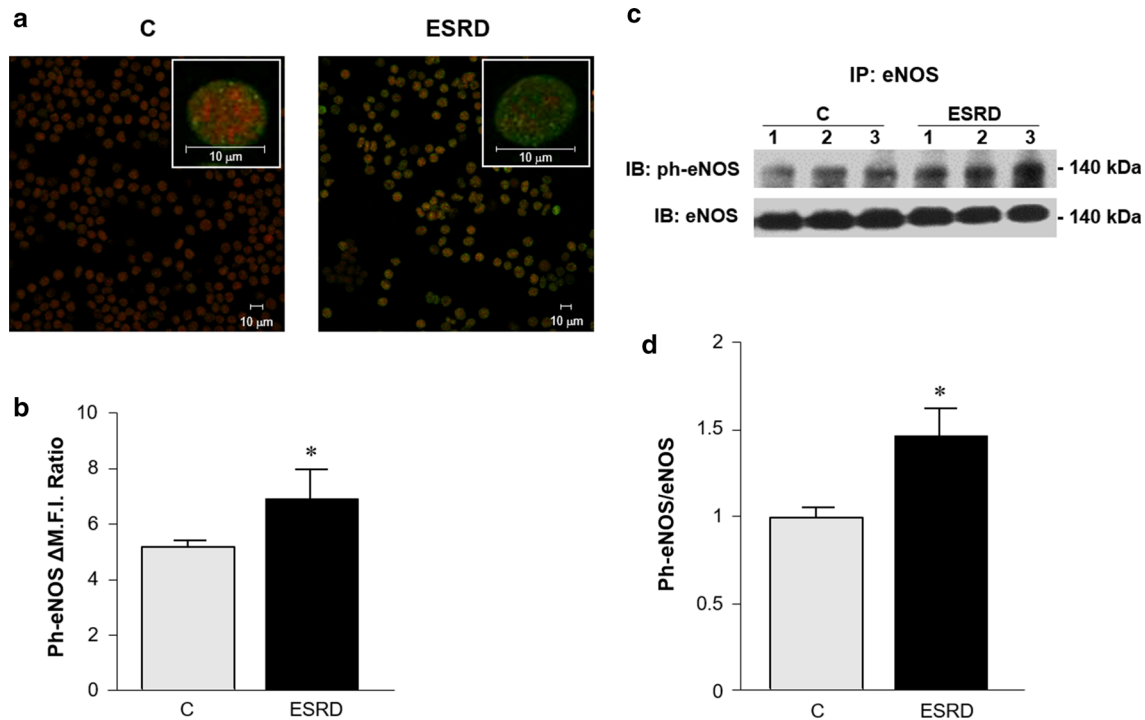 a
C
ESRD
10 µm
10 µm
10 µm
10 µm
b
Ph-eNOS ΔM.F.I. Ratio
10
8
6
4
2
0
*
C
ESRD
c
IP: eNOS
C
ESRD
1 2 3 1 2 3
IB: ph-eNOS
- 140 kDa
IB: eNOS
- 140 kDa
d
Ph-eNOS/eNOS
2
1.5
1
0.5
0
*
C
ESRD